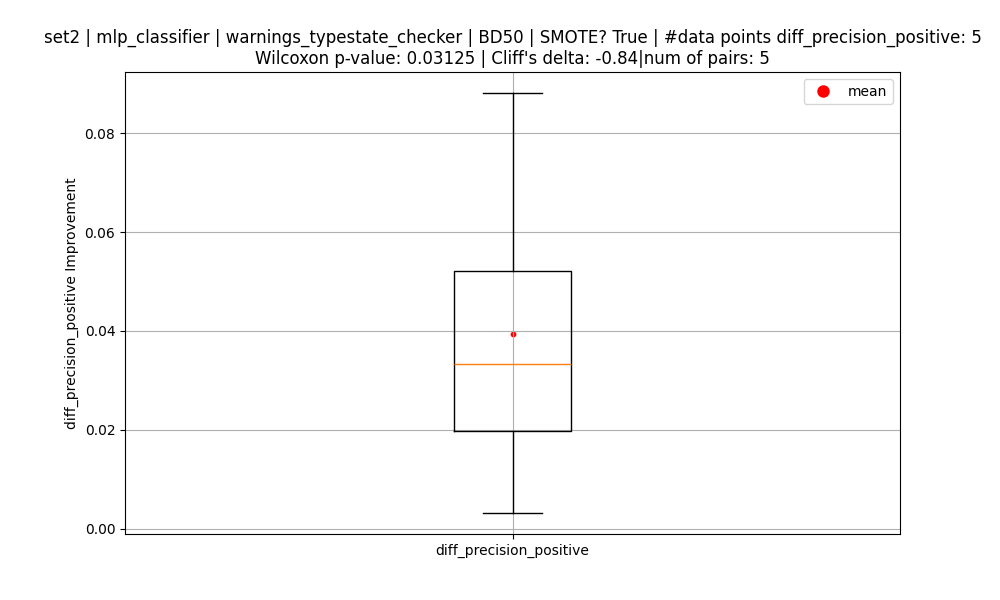 set2 | mlp_classifier | warnings_typestate_checker | BD50 | SMOTE? True | #data points diff_precision_positive: 5
Wilcoxon p-value: 0.03125 | Cliff's delta: -0.84|num of pairs: 5
mean
0.08
0.06
0.04
0.02
0.00
diff_precision_positive Improvement
diff_precision_positive